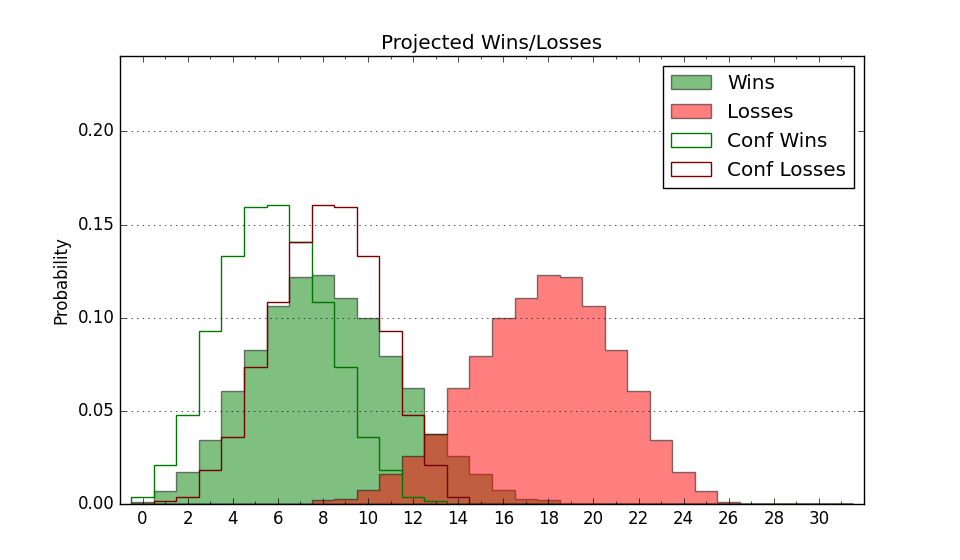 Projected Wins/Losses
Wins
Losses
Conf Wins
Conf Losses
Probability
0.20
0.15
0.10
0.05
0.00
0 2 4 6 8 10 12 14 16 18 20 22 24 26 28 30